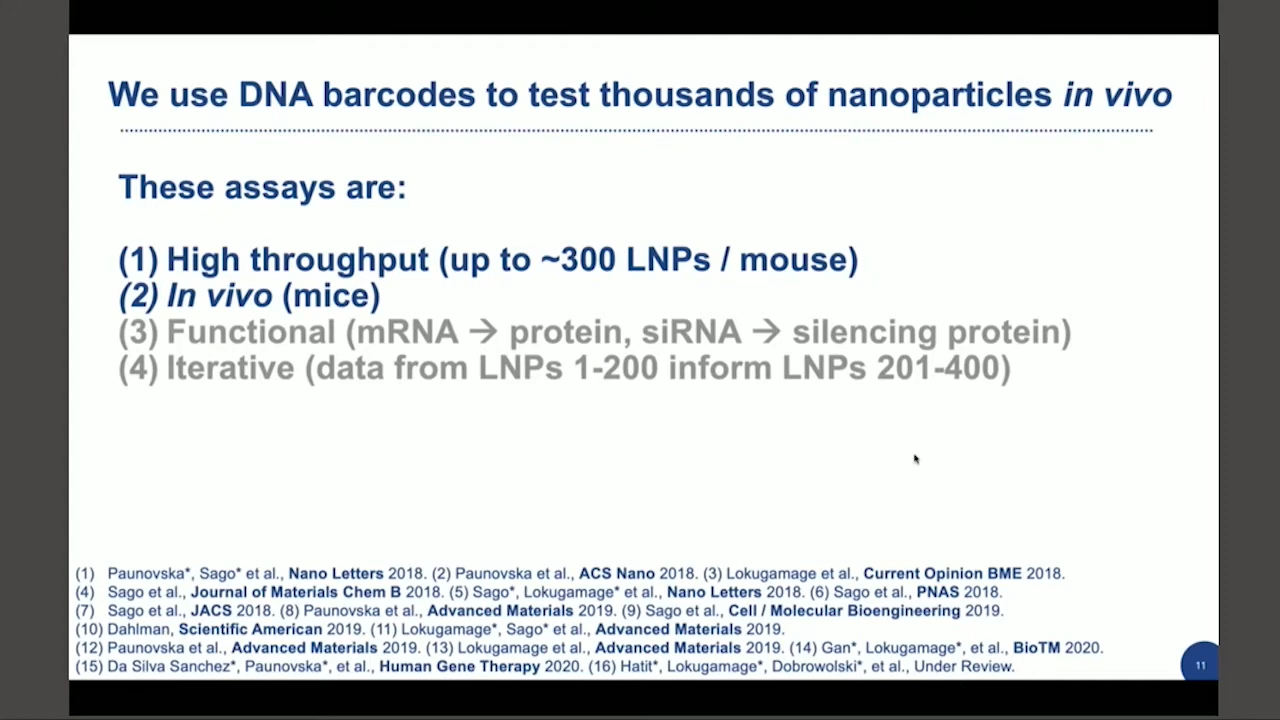 We use DNA barcodes to test thousands of nanoparticles in vivo
These assays are:
(1) High throughput (up to ~300 LNPs / mouse)
(2) In vivo (mice)
(3) Functional (mRNA → protein, siRNA → silencing protein)
(4) Iterative (data from LNPs 1-200 inform LNPs 201-400)
(1) Paunovska*, Sago* et al., Nano Letters 2018. (2) Paunovska et al., ACS Nano 2018. (3) Lokugamage et al., Current Opinion BME 2018.
(4) Sago et al., Journal of Materials Chem B 2018. (5) Sago*, Lokugamage* et al., Nano Letters 2018. (6) Sago et al., PNAS 2018.
(7) Sago et al., JACS 2018. (8) Paunovska et al., Advanced Materials 2019. (9) Sago et al., Cell / Molecular Bioengineering 2019.
(10) Dahlman, Scientific American 2019. (11) Lokugamage*, Sago* et al., Advanced Materials 2019.
(12) Paunovska et al., Advanced Materials 2019. (13) Lokugamage et al., Advanced Materials 2019. (14) Gan*, Lokugamage*, et al., BioTM 2020.
(15) Da Silva Sanchez*, Paunovska*, et al., Human Gene Therapy 2020. (16) Hatit*, Lokugamage*, Dobrowolski*, et al., Under Review.
11